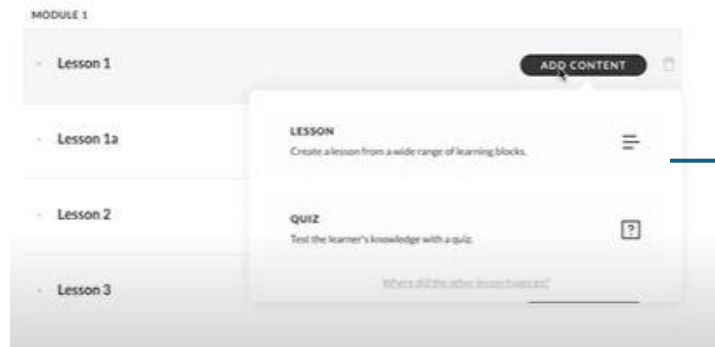 MODULE 1
Lesson 1
ADD CONTENT
Lesson 1a
LESSON
Create a lesson from a wide range of learning blocks.
Lesson 2
QUIZ
Test the learner's knowledge with a quiz.
Where did the other lesson types go?
Lesson 3